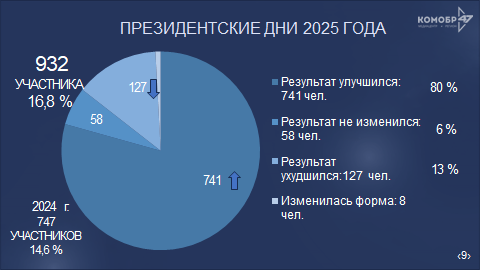 КОМОБР 47
ПРЕЗИДЕНТСКИЕ ДНИ 2025 ГОДА
932
УЧАСТНИКА
16,8 %
127
58
741
2024 г.
747
УЧАСТНИКОВ
14,6 %
Результат улучшился:
741 чел.
80 %
Результат не изменился:
58 чел.
6 %
Результат
ухудшился:127 чел.
13 %
Изменилась форма: 8
чел.
‹9›